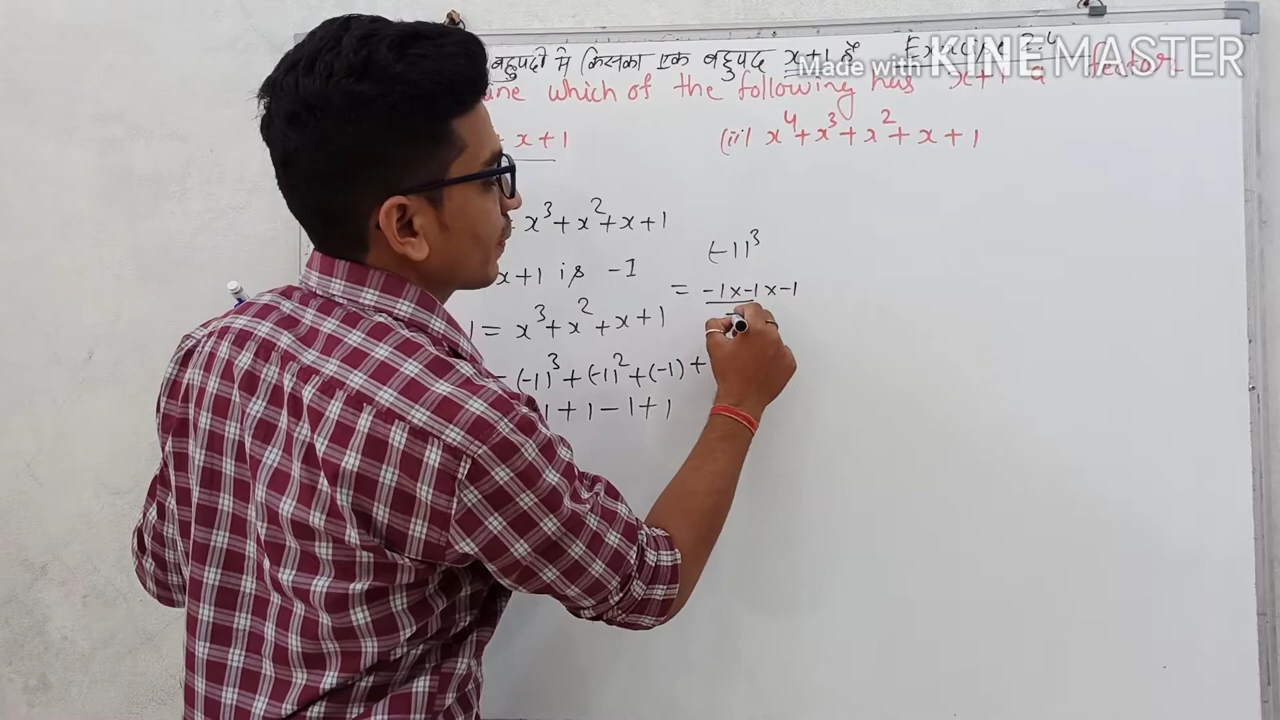 बहुपदों में किसका एक बहुपद x+1 है Exercise 2.4
Made with KINEMASTER
which of the following has x+1 a factor
x+1
(ii) x⁴+x³+x²+x+1
= x³+x²+x+1
x+1 is -1
1 = x³+x²+x+1
= (-1)³+(-1)²+(-1)+
1+1-1+1
(-1)³
= -1x-1x-1